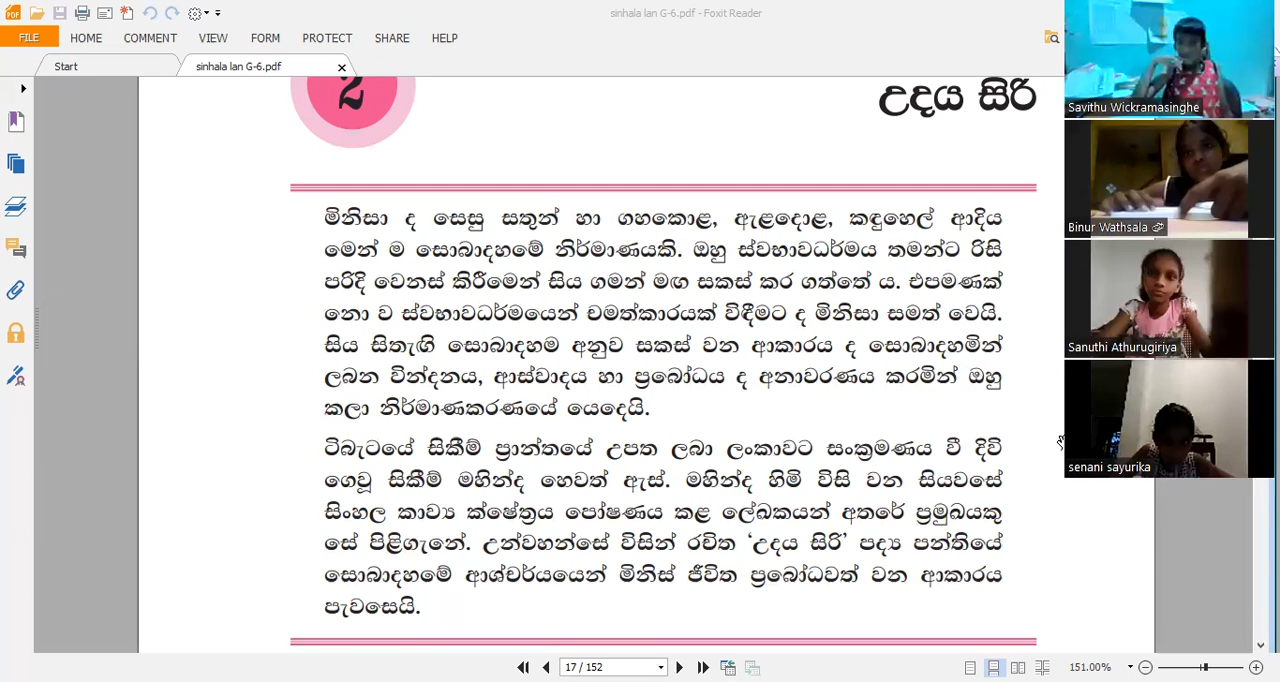 sinhala lan G-6.pdf - Foxit Reader
FILE HOME COMMENT VIEW FORM PROTECT SHARE HELP
Start sinhala lan G-6.pdf
2
උදය සිරි
මිනිසා ද සෙසු සතුන් හා ගහකොළ, ඇළදොළ, කඳුහෙල් ආදිය
මෙන් ම සොබාදහමේ නිර්මාණයකි. ඔහු ස්වභාවධර්මය තමන්ට රිසි
පරිදි වෙනස් කිරීමෙන් සිය ගමන් මඟ සකස් කර ගත්තේ ය. එපමණක්
නො ව ස්වභාවධර්මයෙන් චමත්කාරයක් විඳීමට ද මිනිසා සමත් වෙයි.
සිය සිතැඟි සොබාදහම අනුව සකස් වන ආකාරය ද සොබාදහමින්
ලබන වින්දනය, ආස්වාදය හා ප්‍රබෝධය ද අනාවරණය කරමින් ඔහු
කලා නිර්මාණකරණයේ යෙදෙයි.
ටිබැටයේ සිකීම් ප්‍රාන්තයේ උපත ලබා ලංකාවට සංක්‍රමණය වී දිවි
ගෙවූ සිකීම් මහින්ද හෙවත් ඇස්. මහින්ද හිමි විසි වන සියවසේ
සිංහල කාව්‍ය ක්ෂේත්‍රය පෝෂණය කළ ලේඛකයන් අතරේ ප්‍රමුඛයකු
සේ පිළිගැනේ. උන්වහන්සේ විසින් රචිත ‘උදය සිරි’ පද්‍ය පන්තියේ
සොබාදහමේ ආශ්චර්යයෙන් මිනිස් ජීවිත ප්‍රබෝධවත් වන ආකාරය
පැවසෙයි.
Savithu Wickramasinghe
Binur Wathsala
Sanuthi Athurugiriya
senani sayurika
17 / 152
151.00%